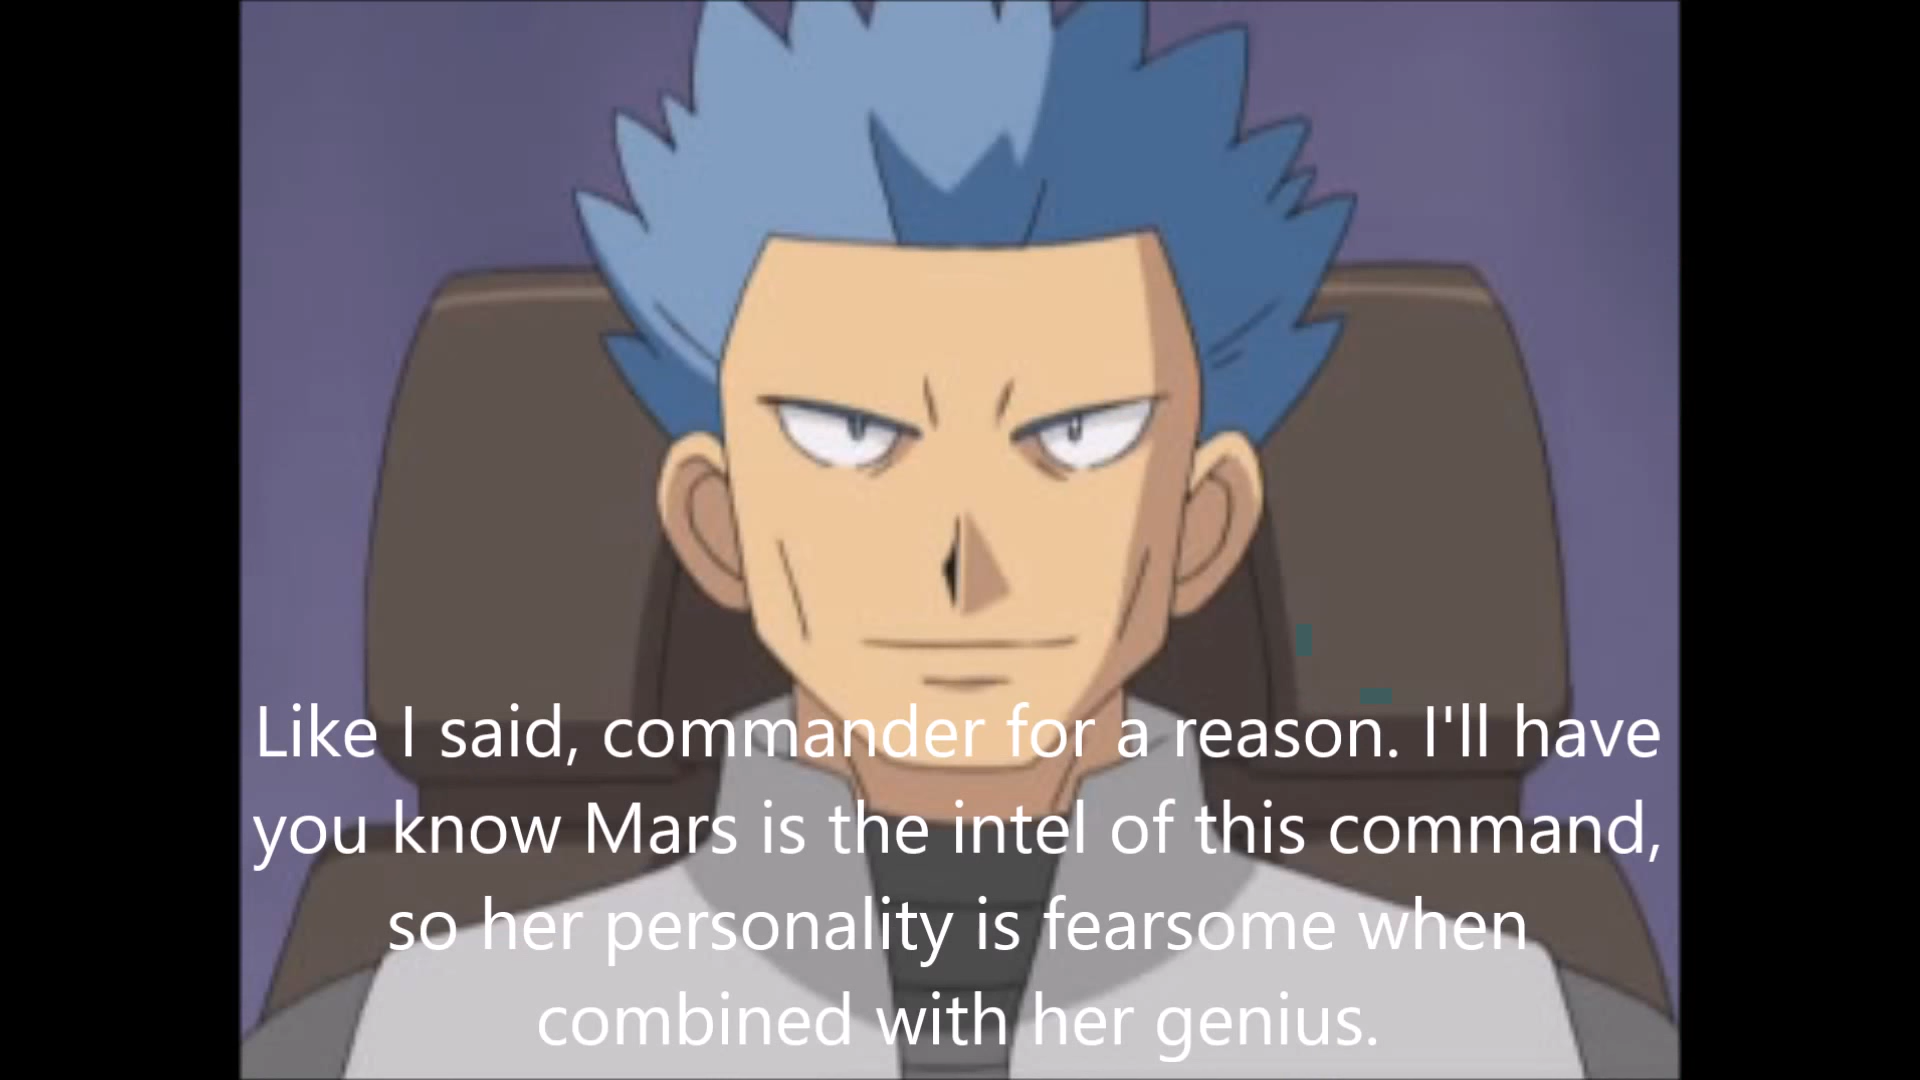 Like I said, commander for a reason. I'll have
you know Mars is the intel of this command,
so her personality is fearsome when
combined with her genius.